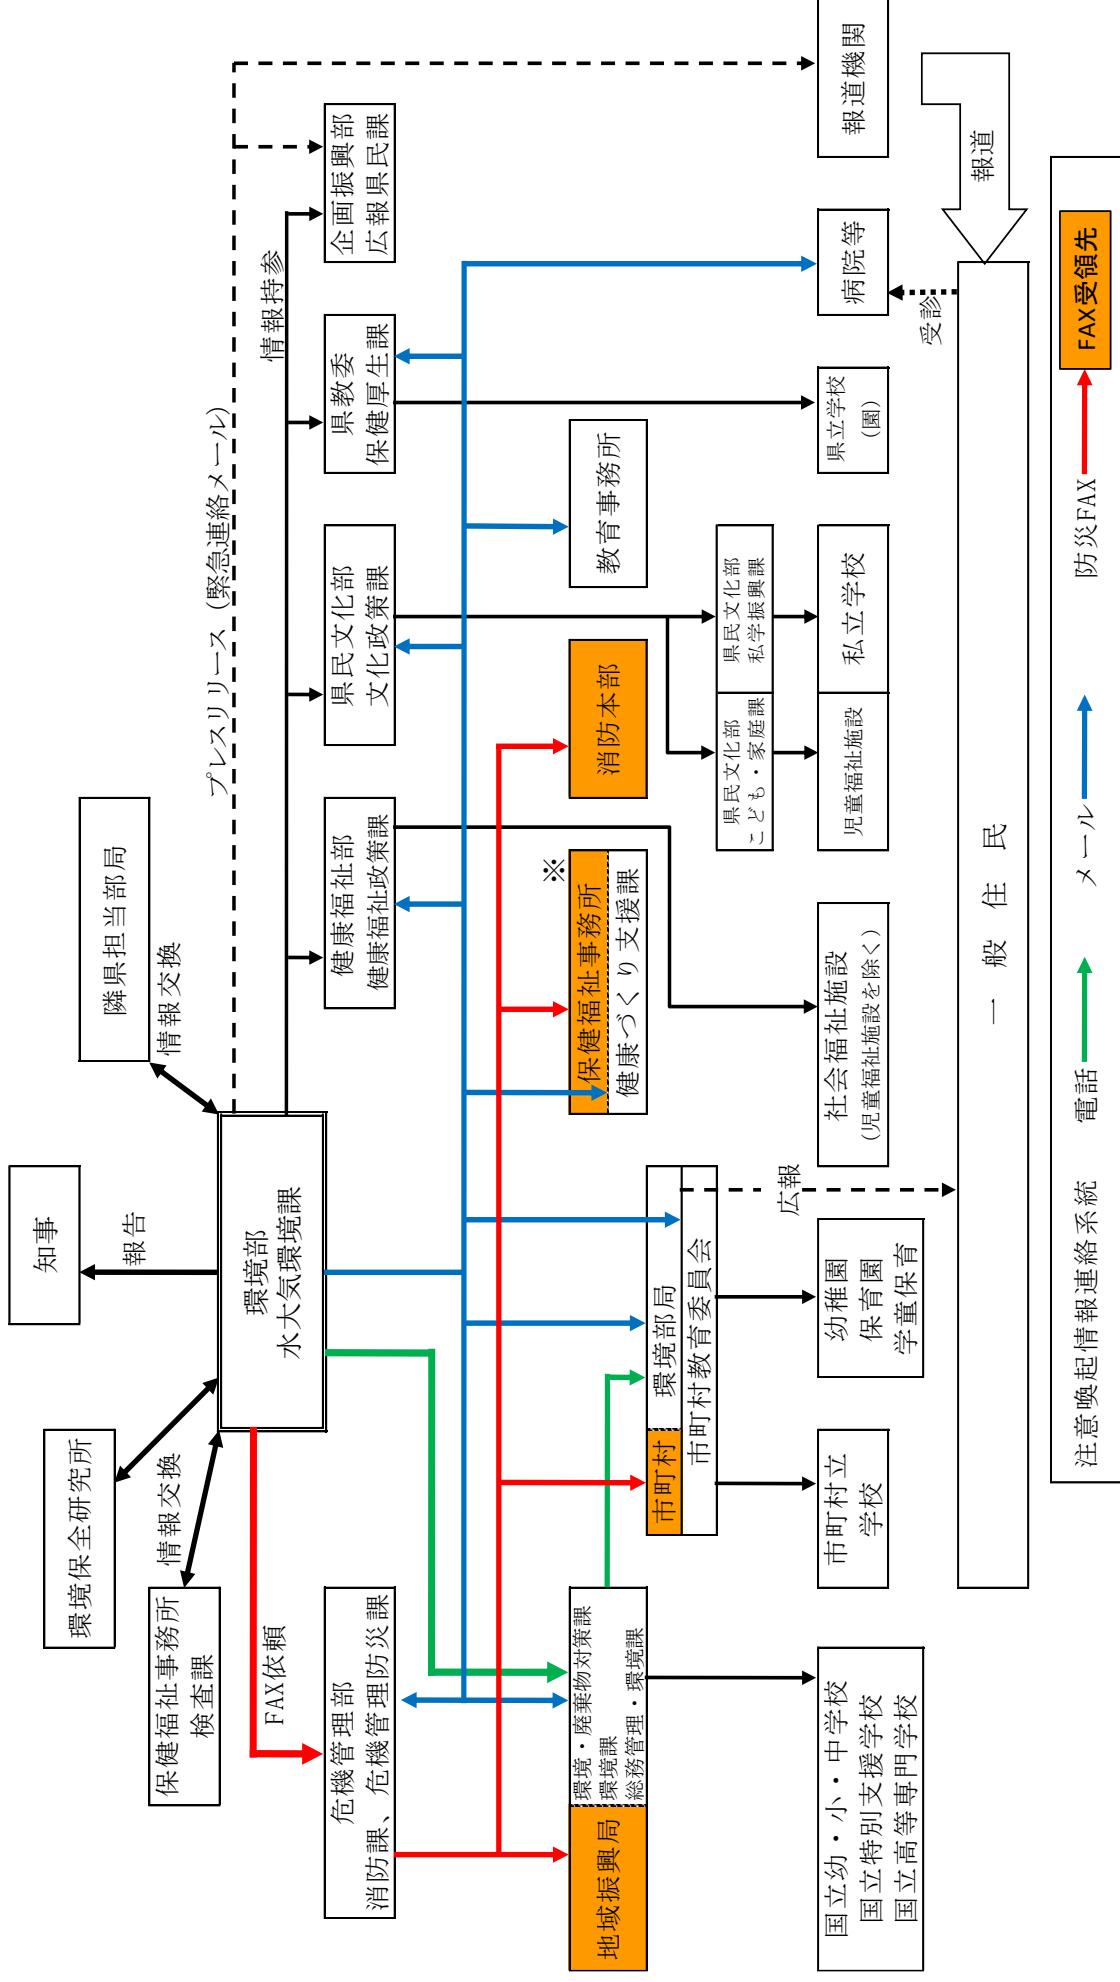 知事
報告
隣県担当部局
情報交換
環境保全研究所
保健福祉事務所
検査課
情報交換
環境部
水大気環境課
プレスリリース（緊急連絡メール）
情報持参
FAX依頼
危機管理部
消防課、危機管理防災課
健康福祉部
健康福祉政策課
県民文化部
文化政策課
県教委
保健厚生課
企画振興部
広報県民課
地域振興局
環境・廃棄物対策課
環境課
総務管理・環境課
市町村
環境部局
市町村教育委員会
※
保健福祉事務所
健康づくり支援課
消防本部
教育事務所
県民文化部
こども・家庭課
県民文化部
私学振興課
国立幼・小・中学校
国立特別支援学校
国立高等専門学校
市町村立
学校
幼稚園
保育園
学童保育
広報
社会福祉施設
（児童福祉施設を除く）
児童福祉施設
私立学校
県立学校
（園）
病院等
報道機関
受診
報道
一般住民
注意喚起情報連絡系統
電話
メール
防災FAX
FAX受領先